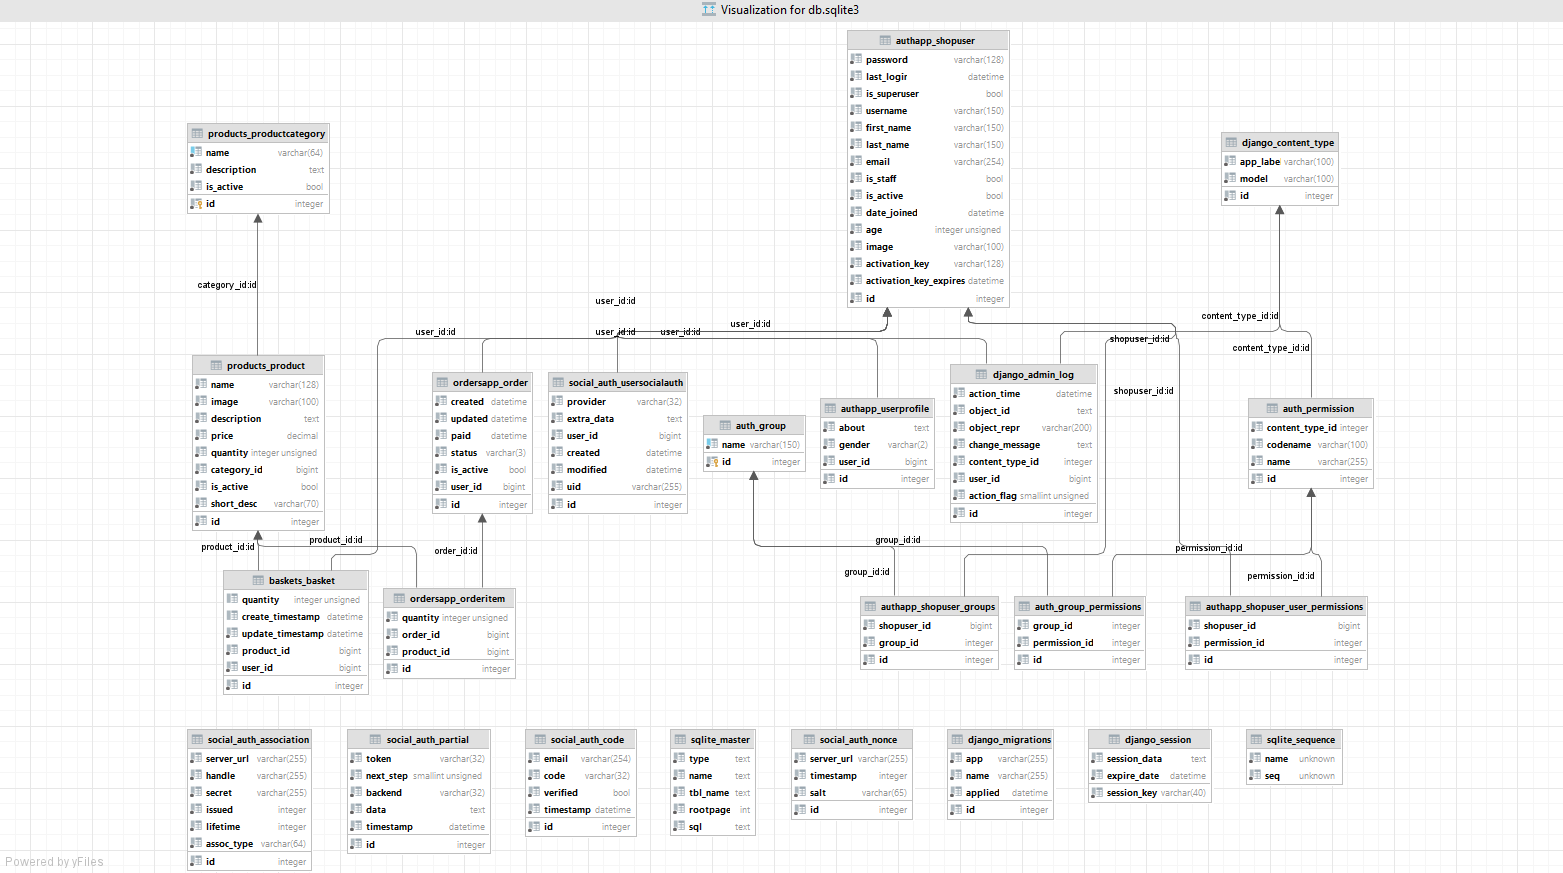 Visualization for db.sqlite3
authapp_shopuser
password varchar(128)
last_login datetime
is_superuser bool
username varchar(150)
first_name varchar(150)
last_name varchar(150)
email varchar(254)
is_staff bool
is_active bool
date_joined datetime
age integer unsigned
image varchar(100)
activation_key varchar(128)
activation_key_expires datetime
id integer
products_productcategory
name varchar(64)
description text
is_active bool
id integer
django_content_type
app_label varchar(100)
model varchar(100)
id integer
category_id:id
user_id:id
user_id:id
user_id:id
user_id:id
user_id:id
content_type_id:id
content_type_id:id
shopuser_id:id
shopuser_id:id
products_product
name varchar(128)
image varchar(100)
description text
price decimal
quantity integer unsigned
category_id bigint
is_active bool
short_desc varchar(70)
id integer
ordersapp_order
created datetime
updated datetime
paid datetime
status varchar(3)
is_active bool
user_id bigint
id integer
social_auth_usersocialauth
provider varchar(32)
extra_data text
user_id bigint
created datetime
modified datetime
uid varchar(255)
id integer
auth_group
name varchar(150)
id integer
authapp_userprofile
about text
gender varchar(2)
user_id bigint
id integer
django_admin_log
action_time datetime
object_id text
object_repr varchar(200)
change_message text
content_type_id integer
user_id bigint
action_flag smallint unsigned
id integer
auth_permission
content_type_id integer
codename varchar(100)
name varchar(255)
id integer
product_id:id
product_id:id
order_id:id
group_id:id
group_id:id
permission_id:id
permission_id:id
baskets_basket
quantity integer unsigned
create_timestamp datetime
update_timestamp datetime
product_id bigint
user_id bigint
id integer
ordersapp_orderitem
quantity integer unsigned
order_id bigint
product_id bigint
id integer
authapp_shopuser_groups
shopuser_id bigint
group_id integer
id integer
auth_group_permissions
group_id integer
permission_id integer
id integer
authapp_shopuser_user_permissions
shopuser_id bigint
permission_id integer
id integer
social_auth_association
server_url varchar(255)
handle varchar(255)
secret varchar(255)
issued integer
lifetime integer
assoc_type varchar(64)
id integer
social_auth_partial
token varchar(32)
next_step smallint unsigned
backend varchar(32)
data text
timestamp datetime
id integer
social_auth_code
email varchar(254)
code varchar(32)
verified bool
timestamp datetime
id integer
sqlite_master
type text
name text
tbl_name text
rootpage int
sql text
social_auth_nonce
server_url varchar(255)
timestamp integer
salt varchar(65)
id integer
django_migrations
app varchar(255)
name varchar(255)
applied datetime
id integer
django_session
session_data text
expire_date datetime
session_key varchar(40)
sqlite_sequence
name unknown
seq unknown
Powered by yFiles